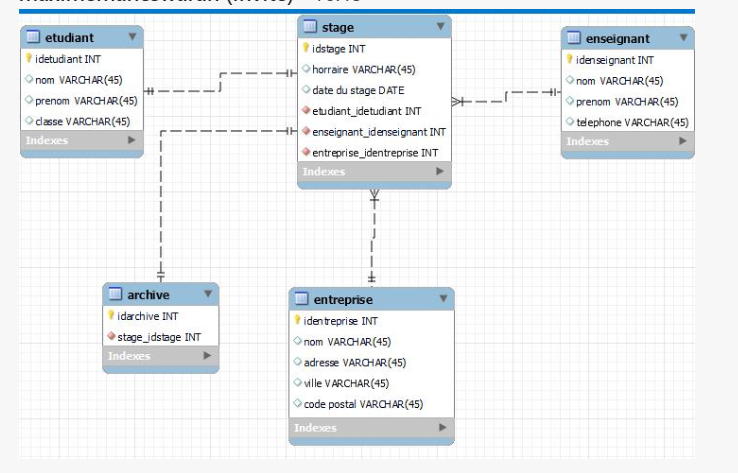 etudiant
idetudiant INT
nom VARCHAR(45)
prenom VARCHAR(45)
classe VARCHAR(45)
Indexes
stage
idstage INT
horraire VARCHAR(45)
date du stage DATE
etudiant_idetudiant INT
enseignant_idenseignant INT
entreprise_identreprise INT
Indexes
enseignant
idenseignant INT
nom VARCHAR(45)
prenom VARCHAR(45)
telephone VARCHAR(45)
Indexes
archive
idarchive INT
stage_idstage INT
Indexes
entreprise
identreprise INT
nom VARCHAR(45)
adresse VARCHAR(45)
ville VARCHAR(45)
code postal VARCHAR(45)
Indexes